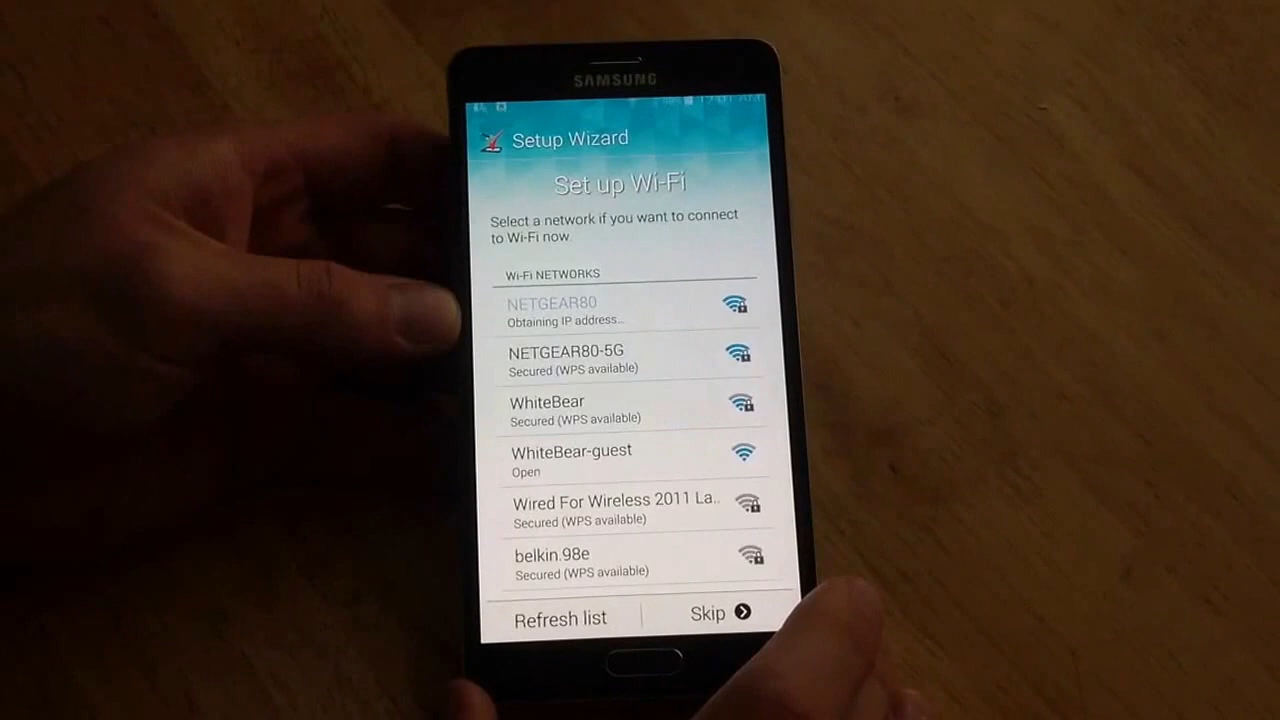 SAMSUNG
Setup Wizard
Set up Wi-Fi
Select a network if you want to connect
to Wi-Fi now.
Wi-Fi NETWORKS
NETGEAR80
Obtaining IP address...
NETGEAR80-5G
Secured (WPS available)
WhiteBear
Secured (WPS available)
WhiteBear-guest
Open
Wired For Wireless 2011 La..
Secured (WPS available)
belkin.98e
Secured (WPS available)
Refresh list
Skip